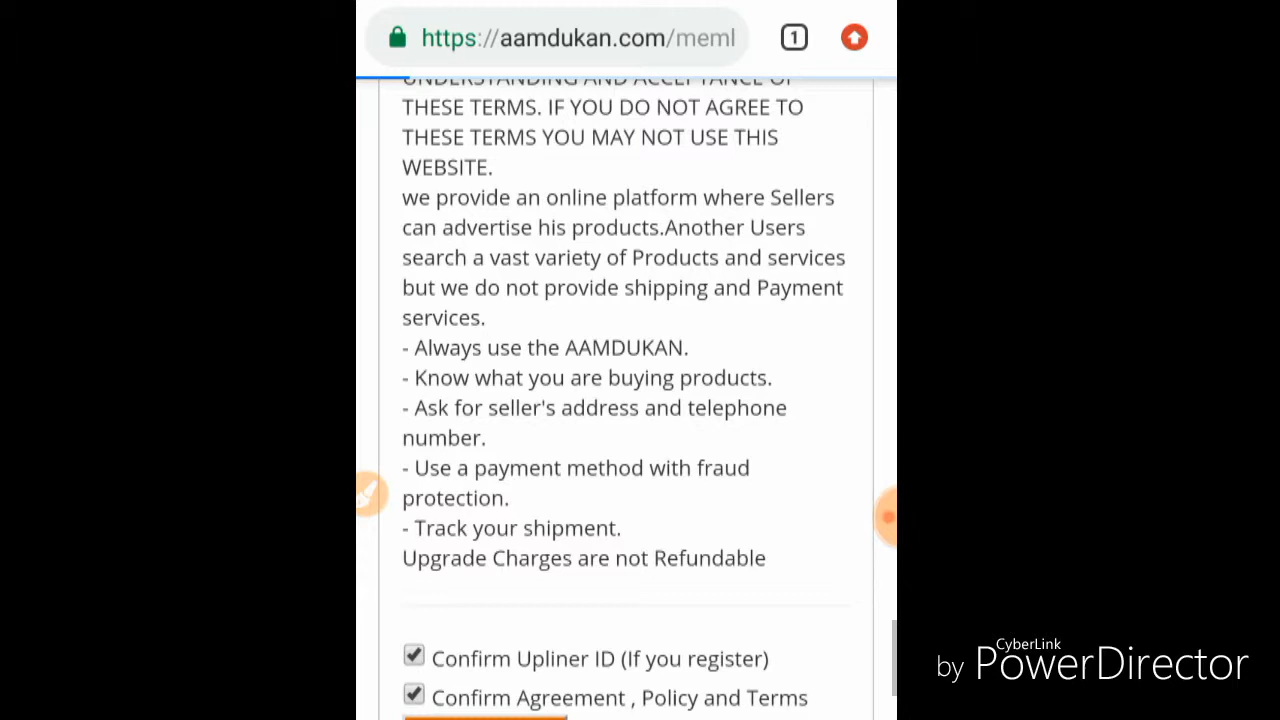 https://aamdukan.com/meml
1
UNDERSTANDING AND ACCEPTANCE OF
THESE TERMS. IF YOU DO NOT AGREE TO
THESE TERMS YOU MAY NOT USE THIS
WEBSITE.
we provide an online platform where Sellers
can advertise his products.Another Users
search a vast variety of Products and services
but we do not provide shipping and Payment
services.
- Always use the AAMDUKAN.
- Know what you are buying products.
- Ask for seller's address and telephone
number.
- Use a payment method with fraud
protection.
- Track your shipment.
Upgrade Charges are not Refundable
Confirm Upliner ID (If you register)
Confirm Agreement , Policy and Terms
CyberLink
by PowerDirector